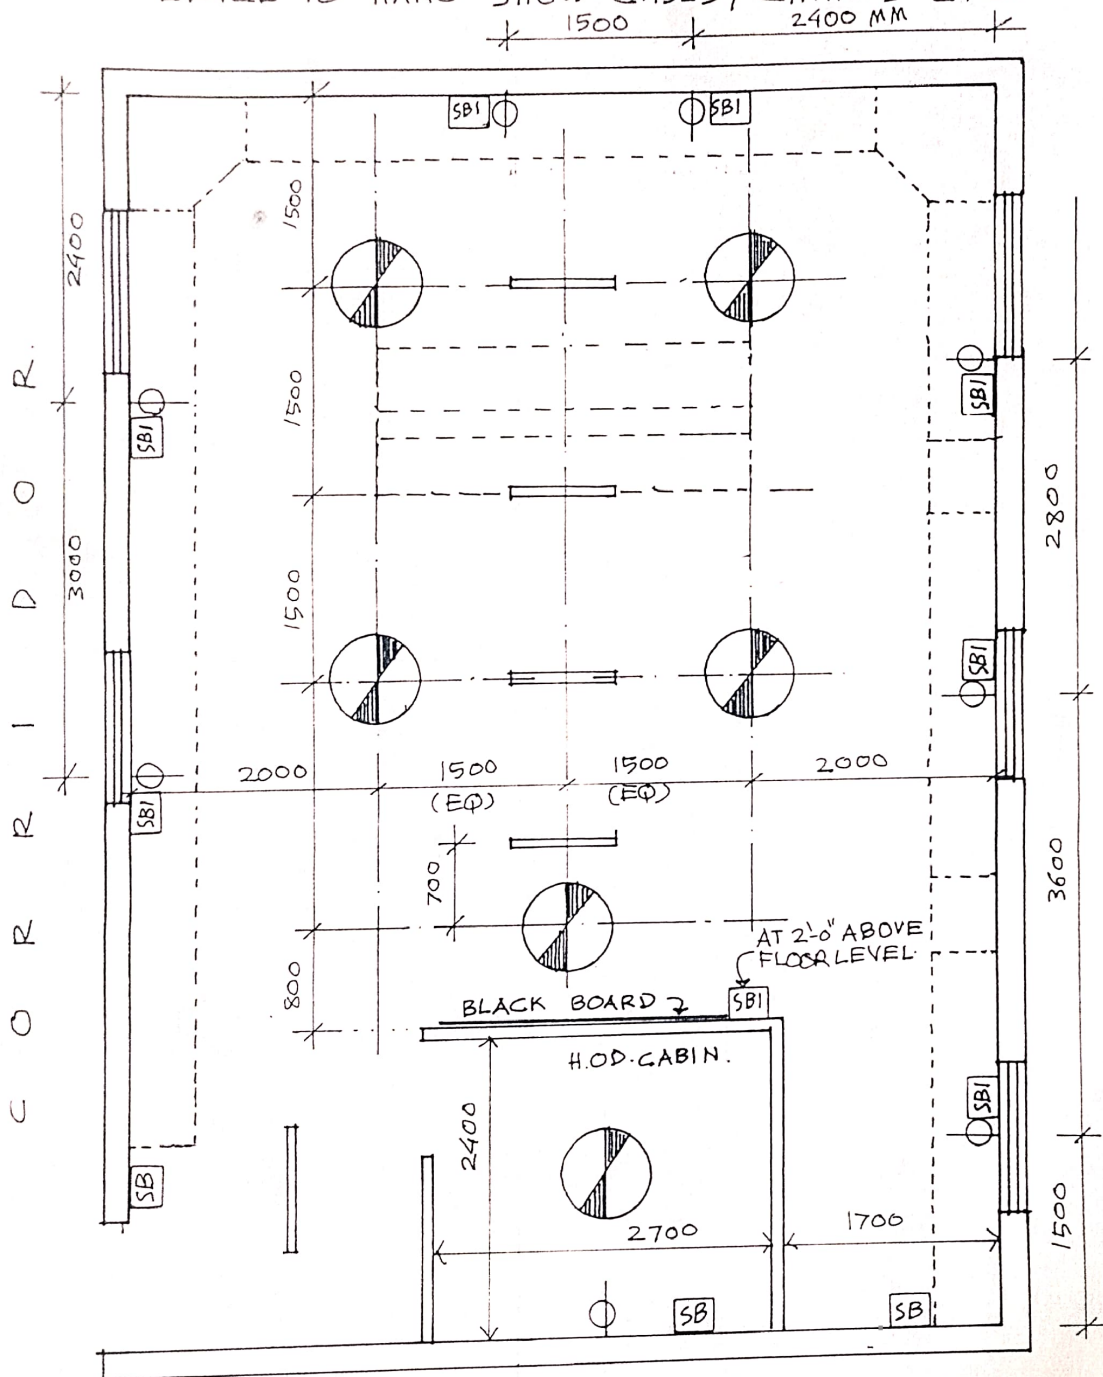 1500
2400 MM
SB1
SB1
1500
2400
SB1
1500
SB1
3000
1500
2800
SB1
2000
1500
(EQ)
1500
(EQ)
2000
SB1
700
3600
AT 2'-0" ABOVE
FLOOR LEVEL.
BLACK BOARD
SB1
800
H.O.D. CABIN.
CORRIDOR.
2400
SB1
SB
2700
1700
1500
SB
SB